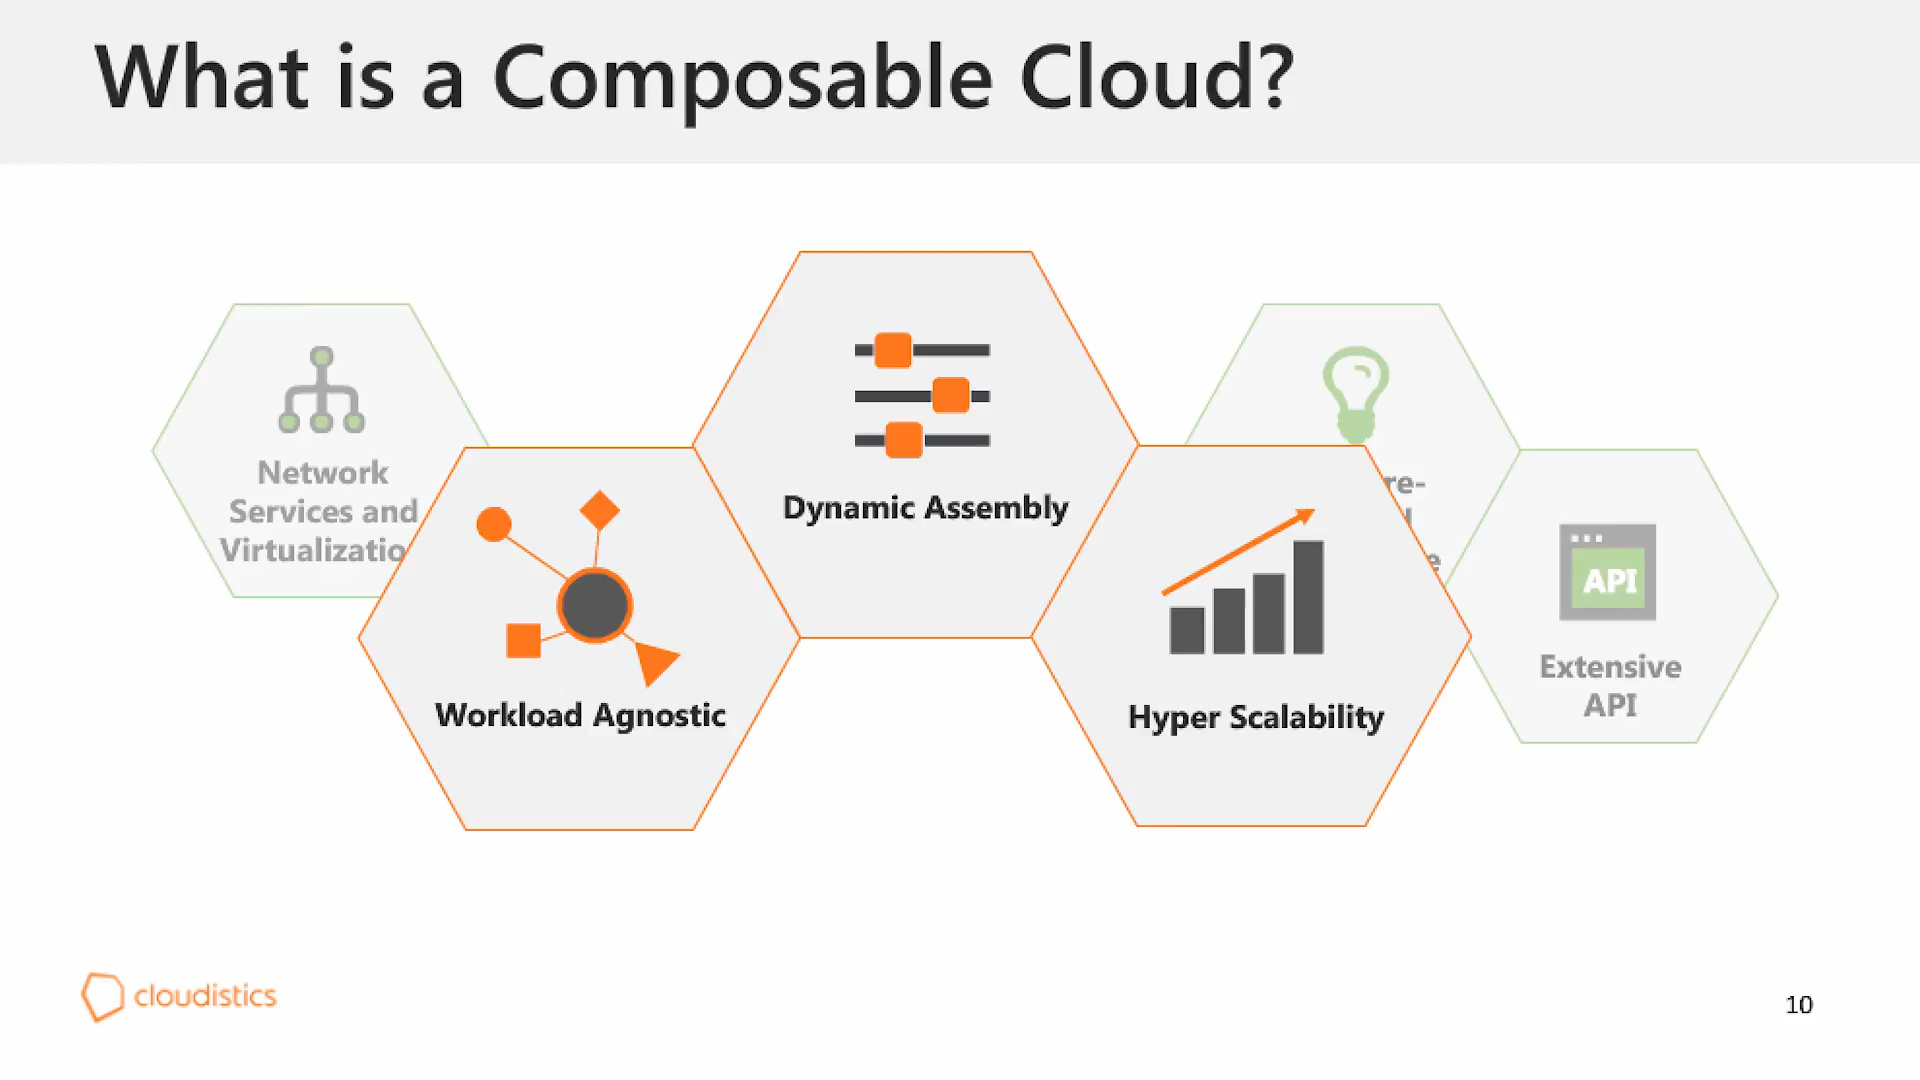 What is a Composable Cloud?
Network
Services and
Virtualizatio
Workload Agnostic
Dynamic Assembly
Hyper Scalability
re-
API
Extensive
API
cloudistics
10